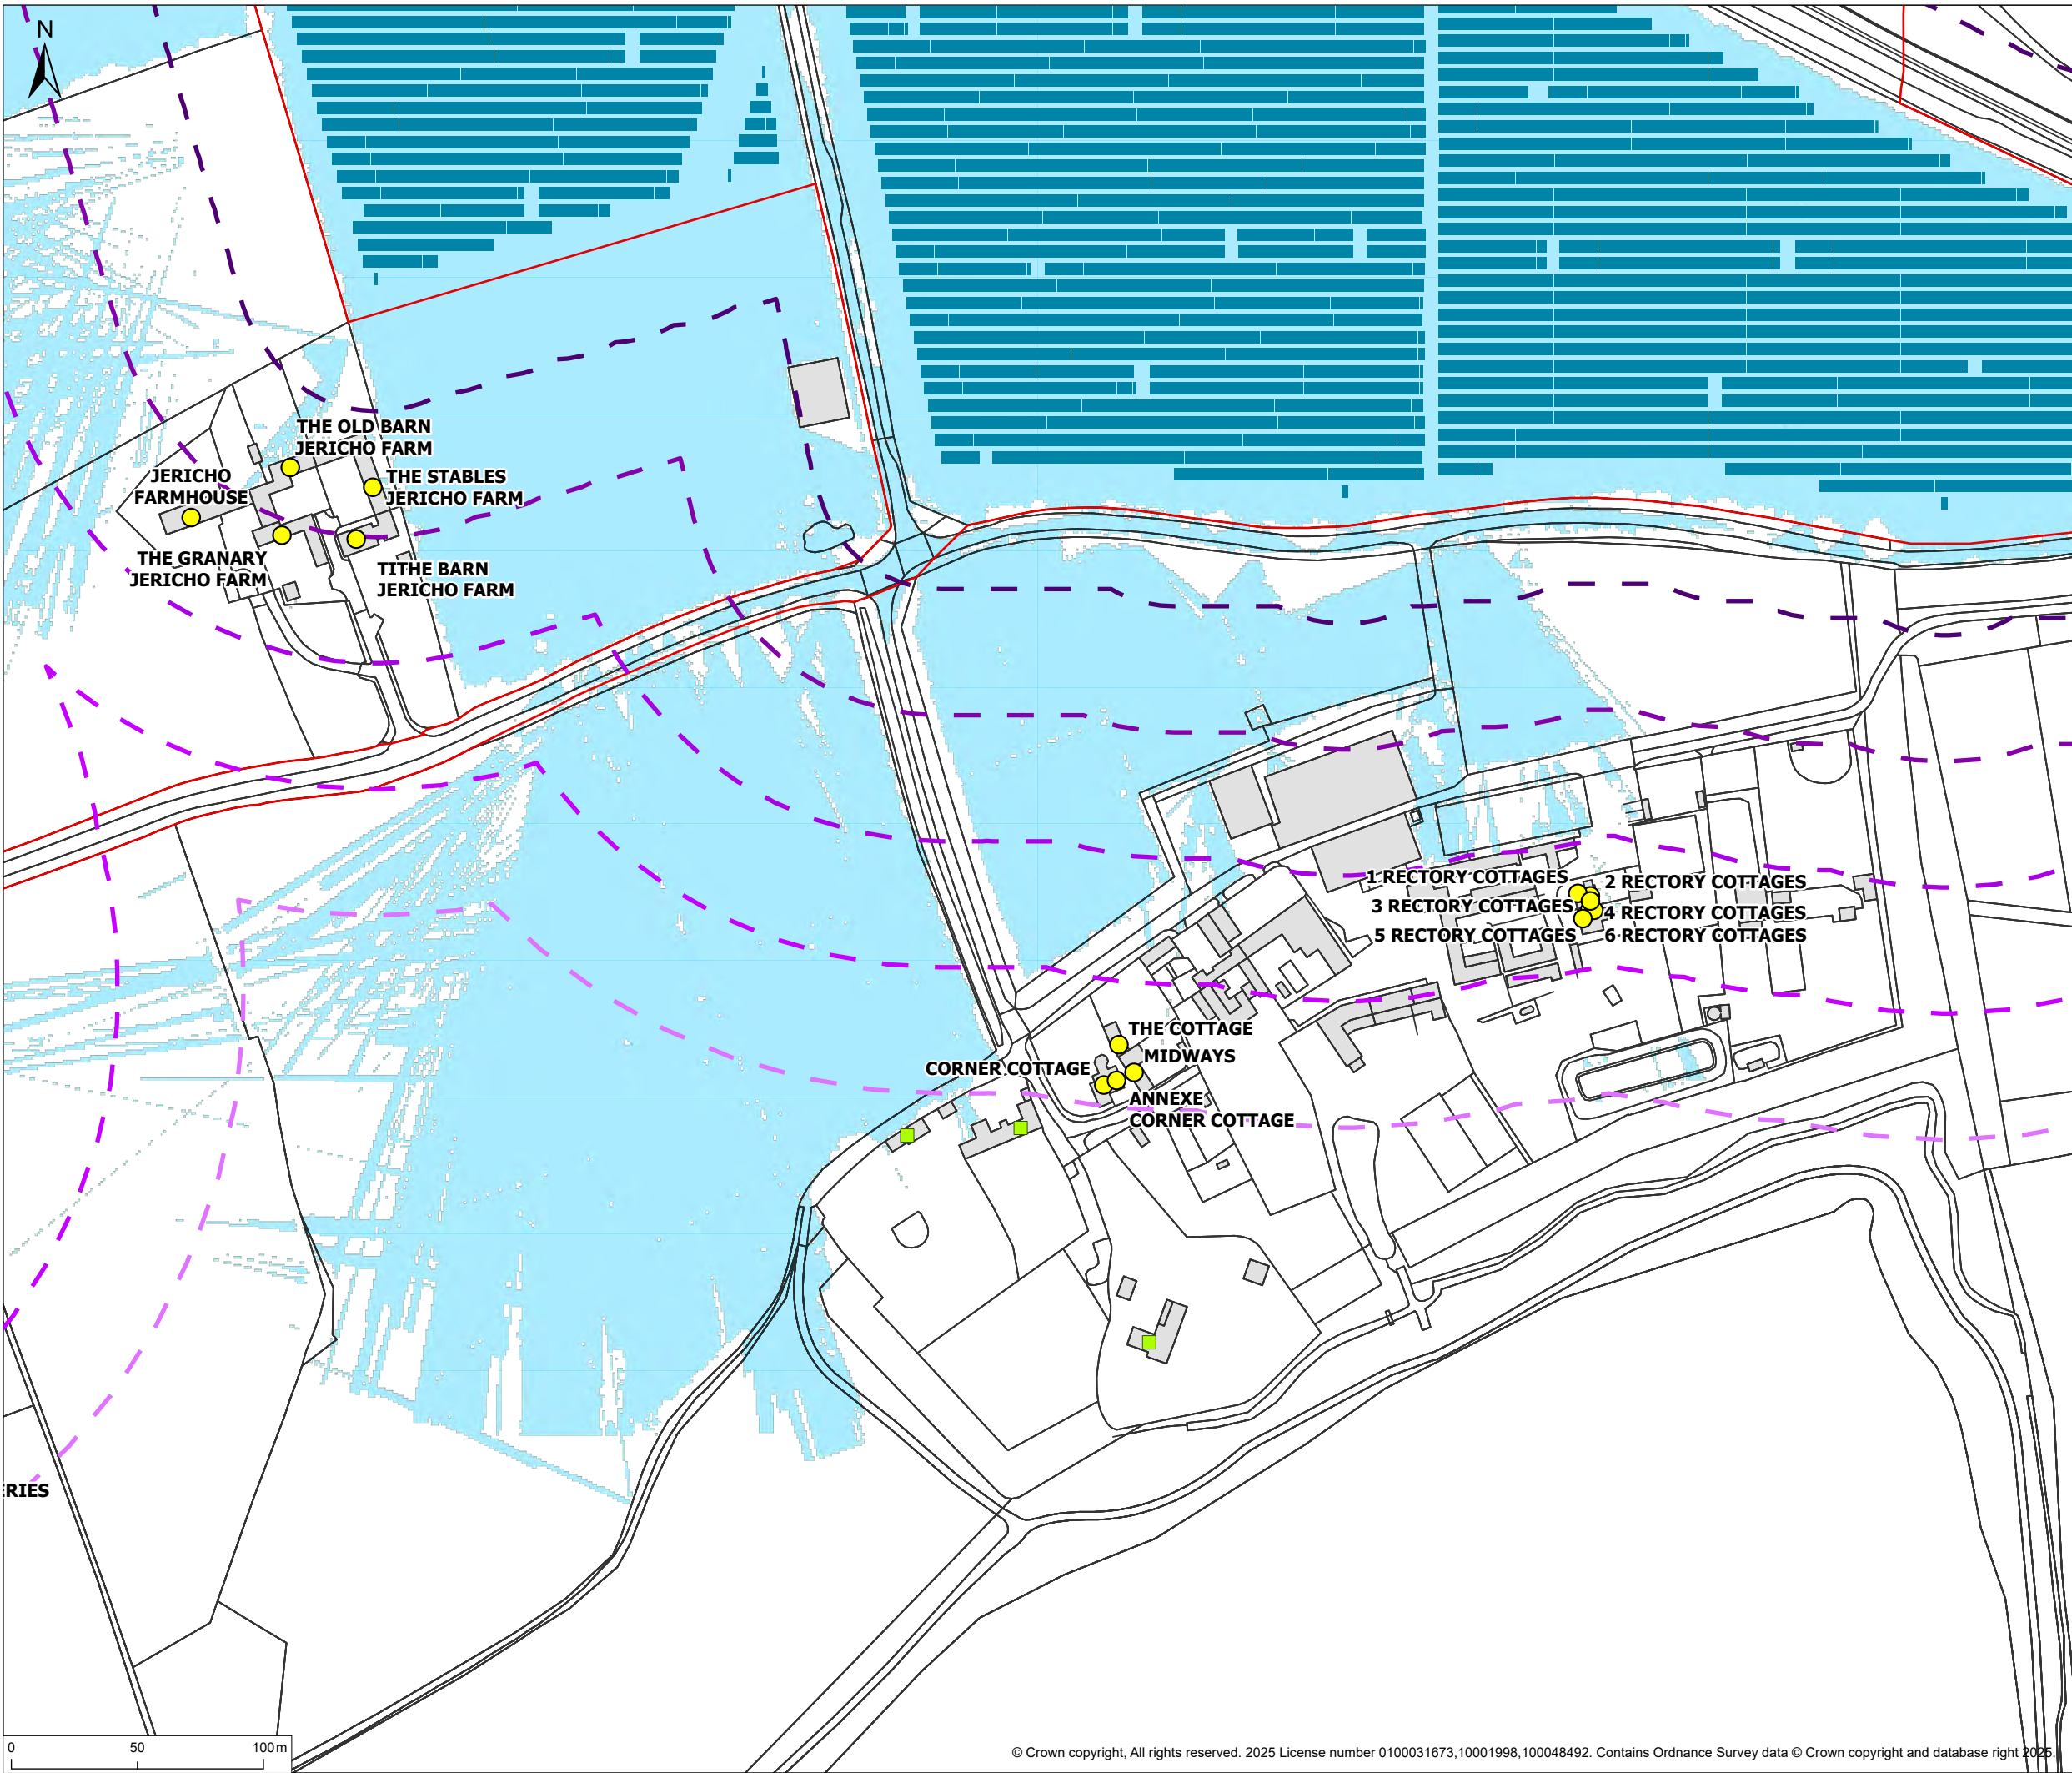 N
THE OLD BARN
JERICHO FARM
JERICHO
FARMHOUSE
THE STABLES
JERICHO FARM
THE GRANARY
JERICHO FARM
TITHE BARN
JERICHO FARM
1 RECTORY COTTAGES
2 RECTORY COTTAGES
3 RECTORY COTTAGES
4 RECTORY COTTAGES
5 RECTORY COTTAGES
6 RECTORY COTTAGES
THE COTTAGE
MIDWAYS
CORNER COTTAGE
ANNEXE
CORNER COTTAGE
ERIES
0 50 100 m
© Crown copyright, All rights reserved. 2025 License number 0100031673,10001998,100048492. Contains Ordnance Survey data © Crown copyright and database right 2025.